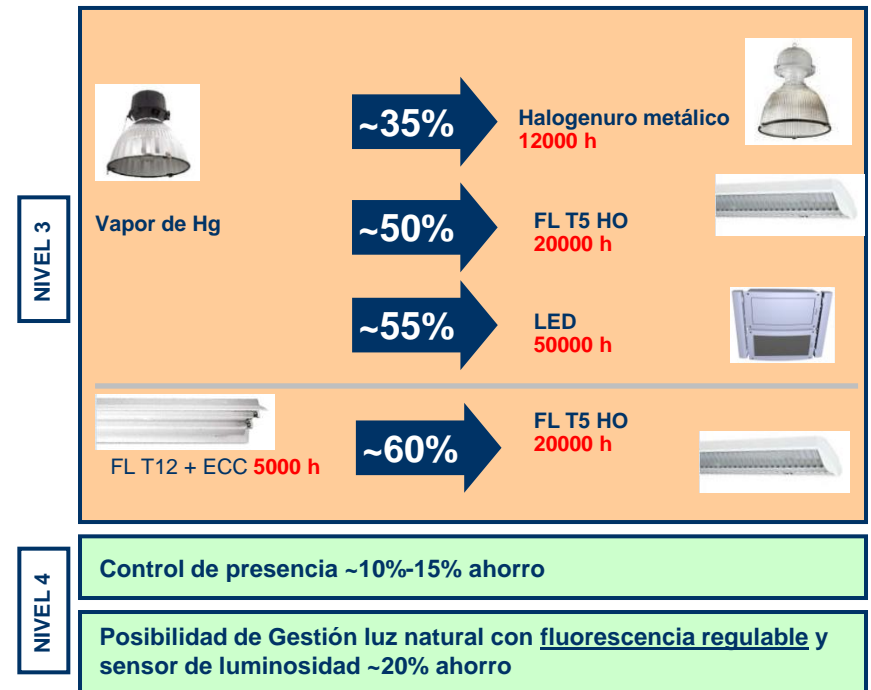 NIVEL 3
~35%
Halogenuro metálico
12000 h
Vapor de Hg
~50%
FL T5 HO
20000 h
~55%
LED
50000 h
FL T12 + ECC 5000 h
~60%
FL T5 HO
20000 h
NIVEL 4
Control de presencia ~10%-15% ahorro
Posibilidad de Gestión luz natural con fluorescencia regulable y
sensor de luminosidad ~20% ahorro